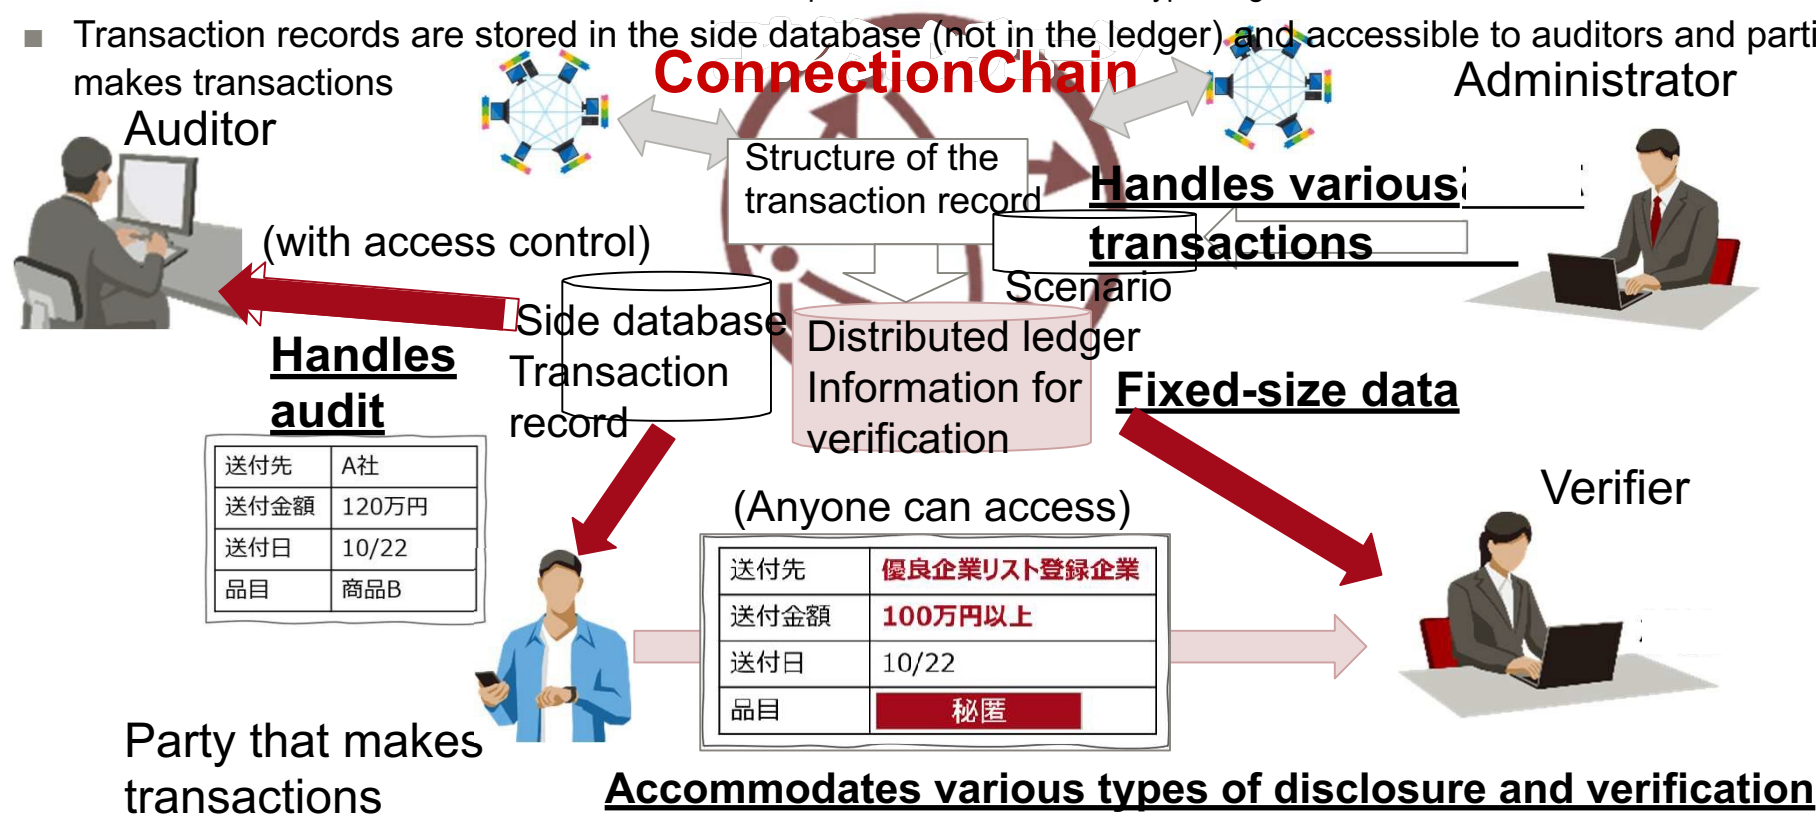 ■ Transaction records are stored in the side database (not in the ledger) and accessible to auditors and parti
makes transactions
ConnectionChain
Administrator
Auditor
Structure of the
transaction record
Handles various
transactions
(with access control)
Scenario
Side database
Transaction
record
Distributed ledger
Information for
verification
Handles
audit
Fixed-size data
送付先 A社
送付金額 120万円
送付日 10/22
品目 商品B
(Anyone can access)
Verifier
送付先 優良企業リスト登録企業
送付金額 100万円以上
送付日 10/22
品目 秘匿
Party that makes
transactions
Accommodates various types of disclosure and verification